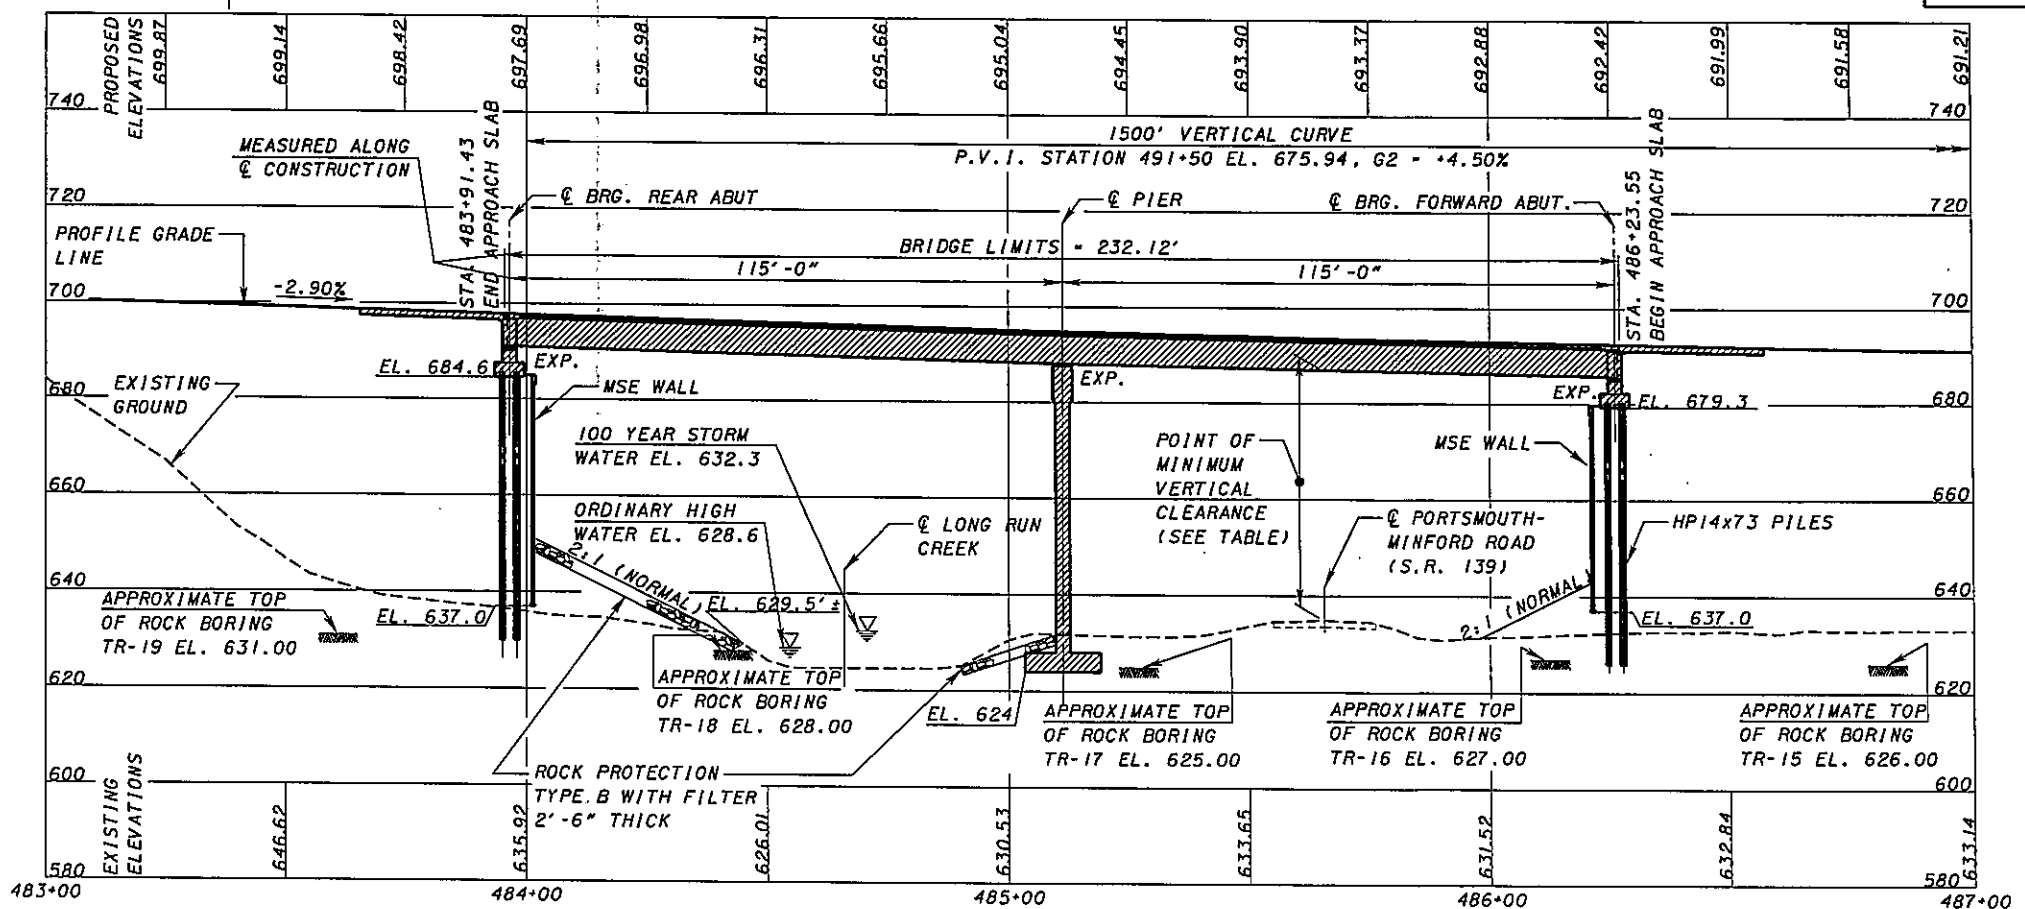 PROPOSED
ELEVATIONS
699.87
699.14
698.42
697.69
696.98
696.31
695.66
695.04
694.45
693.90
693.37
692.88
692.42
691.99
691.58
691.21
740
740
1500' VERTICAL CURVE
P.V.I. STATION 491+50 EL. 675.94, G2 = +4.50%
MEASURED ALONG
℄ CONSTRUCTION
STA. 483+91.43
END APPROACH SLAB
STA. 486+23.55
BEGIN APPROACH SLAB
720
720
℄ BRG. REAR ABUT
℄ PIER
℄ BRG. FORWARD ABUT.
PROFILE GRADE
LINE
BRIDGE LIMITS = 232.12'
115'-0"
115'-0"
700
-2.90%
700
EL. 684.6
EXP.
EXP.
EXP.
EL. 679.3
680
680
EXISTING
GROUND
MSE WALL
100 YEAR STORM
WATER EL. 632.3
POINT OF
MINIMUM
VERTICAL
CLEARANCE
(SEE TABLE)
MSE WALL
660
660
ORDINARY HIGH
WATER EL. 628.6
℄ LONG RUN
CREEK
℄ PORTSMOUTH-
MINFORD ROAD
(S.R. 139)
HP14x73 PILES
2:1 (NORMAL)
2:1 (NORMAL)
640
640
APPROXIMATE TOP
OF ROCK BORING
TR-19 EL. 631.00
EL. 637.0
EL. 629.5'±
EL. 637.0
620
620
APPROXIMATE TOP
OF ROCK BORING
TR-18 EL. 628.00
EL. 624
APPROXIMATE TOP
OF ROCK BORING
TR-17 EL. 625.00
APPROXIMATE TOP
OF ROCK BORING
TR-16 EL. 627.00
APPROXIMATE TOP
OF ROCK BORING
TR-15 EL. 626.00
ROCK PROTECTION
TYPE B WITH FILTER
2'-6" THICK
600
600
EXISTING
ELEVATIONS
646.62
635.92
626.01
630.53
633.65
631.52
632.84
633.14
580
580
483+00
484+00
485+00
486+00
487+00